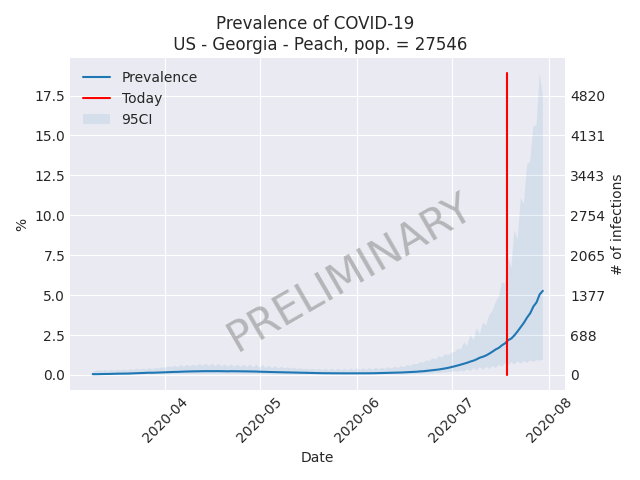 Prevalence of COVID-19
US - Georgia - Peach, pop. = 27546
Prevalence
Today
95CI
17.5
15.0
12.5
10.0
7.5
5.0
2.5
0.0
%
4820
4131
3443
2754
2065
1377
688
0
# of infections
PRELIMINARY
2020-04
2020-05
2020-06
2020-07
2020-08
Date